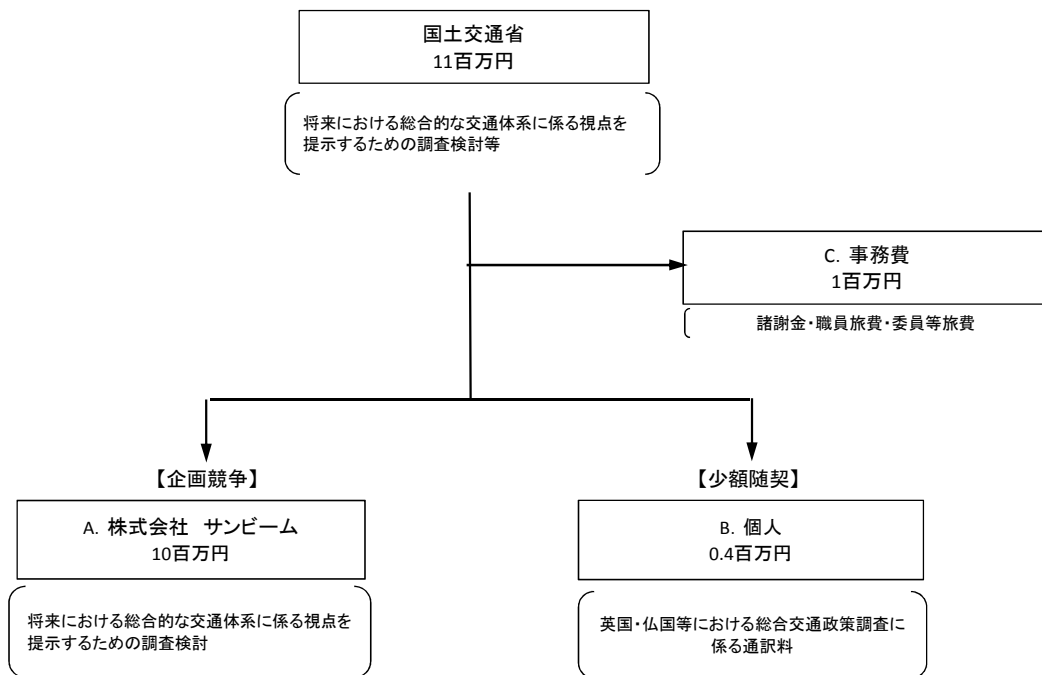 国土交通省
11百万円
将来における総合的な交通体系に係る視点を
提示するための調査検討等
C. 事務費
1百万円
諸謝金・職員旅費・委員等旅費
【企画競争】
A. 株式会社　サンビーム
10百万円
将来における総合的な交通体系に係る視点を
提示するための調査検討
【少額随契】
B. 個人
0.4百万円
英国・仏国等における総合交通政策調査に
係る通訳料